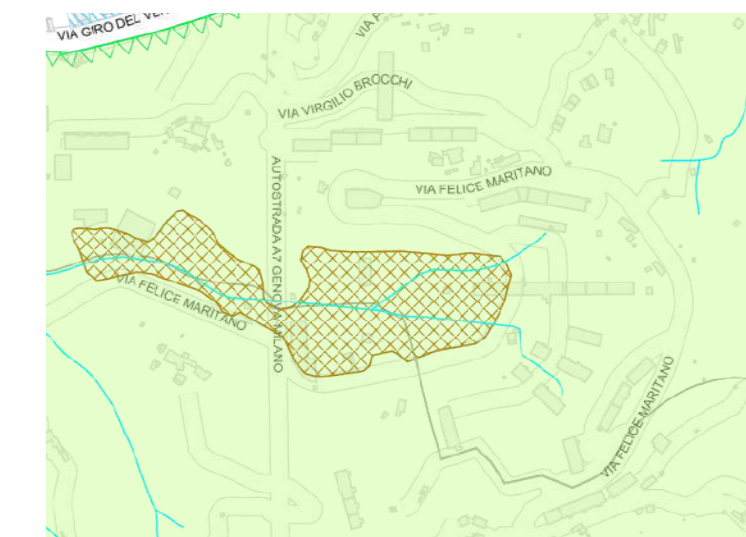 VIA GIRO DEL
VIA VIRGILIO BROCCHI
VIA FELICE MARITANO
AUTOSTRADA A7 GENOVA-MILANO
VIA FELICE MARITANO
VIA FELICE MARITANO